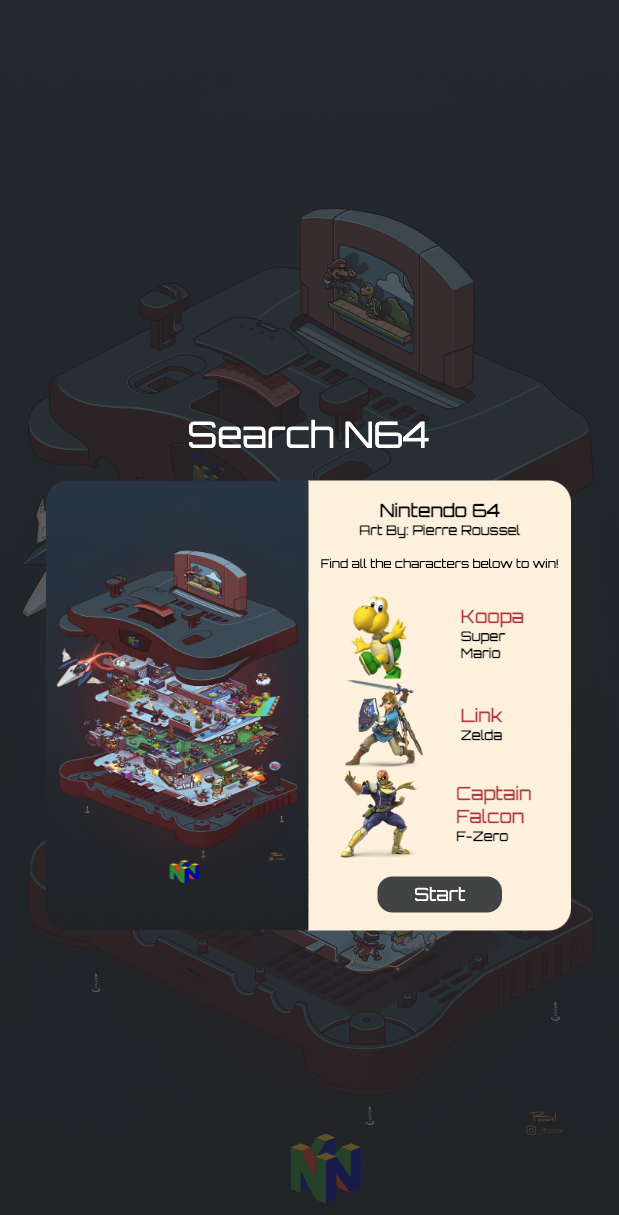 Search N64
Nintendo 64
Art By: Pierre Roussel
Find all the characters below to win!
Koopa
Super
Mario
Link
Zelda
Captain
Falcon
F-Zero
Start